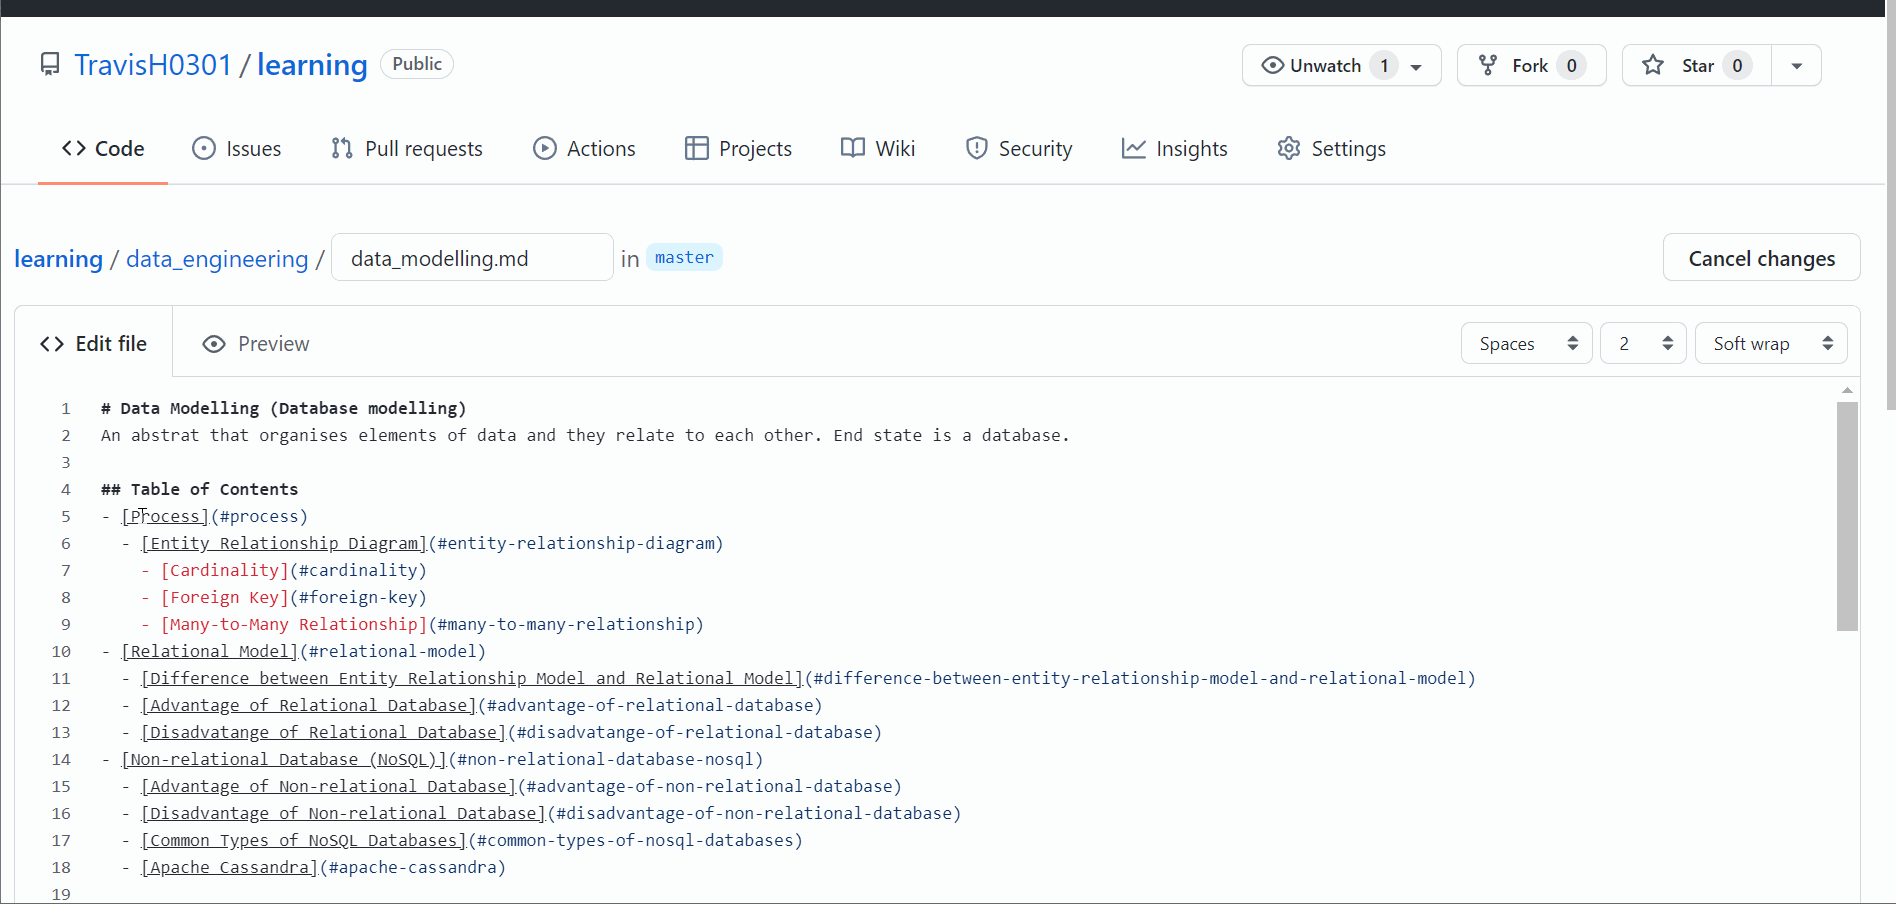 TravisH0301 / learning Public Unwatch 1 Fork 0 Star 0
Code Issues Pull requests Actions Projects Wiki Security Insights Settings
learning / data_engineering / data_modelling.md in master Cancel changes
Edit file Preview Spaces 2 Soft wrap
1 # Data Modelling (Database modelling)
2 An abstrat that organises elements of data and they relate to each other. End state is a database.
3
4 ## Table of Contents
5 - [Process](#process)
6 - [Entity Relationship Diagram](#entity-relationship-diagram)
7 - [Cardinality](#cardinality)
8 - [Foreign Key](#foreign-key)
9 - [Many-to-Many Relationship](#many-to-many-relationship)
10 - [Relational Model](#relational-model)
11 - [Difference between Entity Relationship Model and Relational Model](#difference-between-entity-relationship-model-and-relational-model)
12 - [Advantage of Relational Database](#advantage-of-relational-database)
13 - [Disadvatange of Relational Database](#disadvatange-of-relational-database)
14 - [Non-relational Database (NoSQL)](#non-relational-database-nosql)
15 - [Advantage of Non-relational Database](#advantage-of-non-relational-database)
16 - [Disadvantage of Non-relational Database](#disadvantage-of-non-relational-database)
17 - [Common Types of NoSQL Databases](#common-types-of-nosql-databases)
18 - [Apache Cassandra](#apache-cassandra)
19